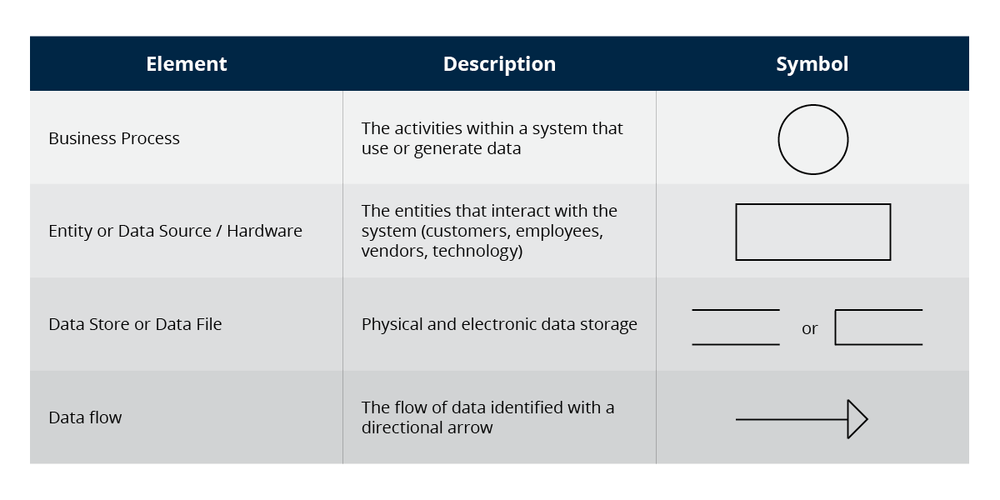 Element Description Symbol
Business Process
The activities within a system that
use or generate data
Entity or Data Source / Hardware
The entities that interact with the
system (customers, employees,
vendors, technology)
Data Store or Data File
Physical and electronic data storage
or
Data flow
The flow of data identified with a
directional arrow